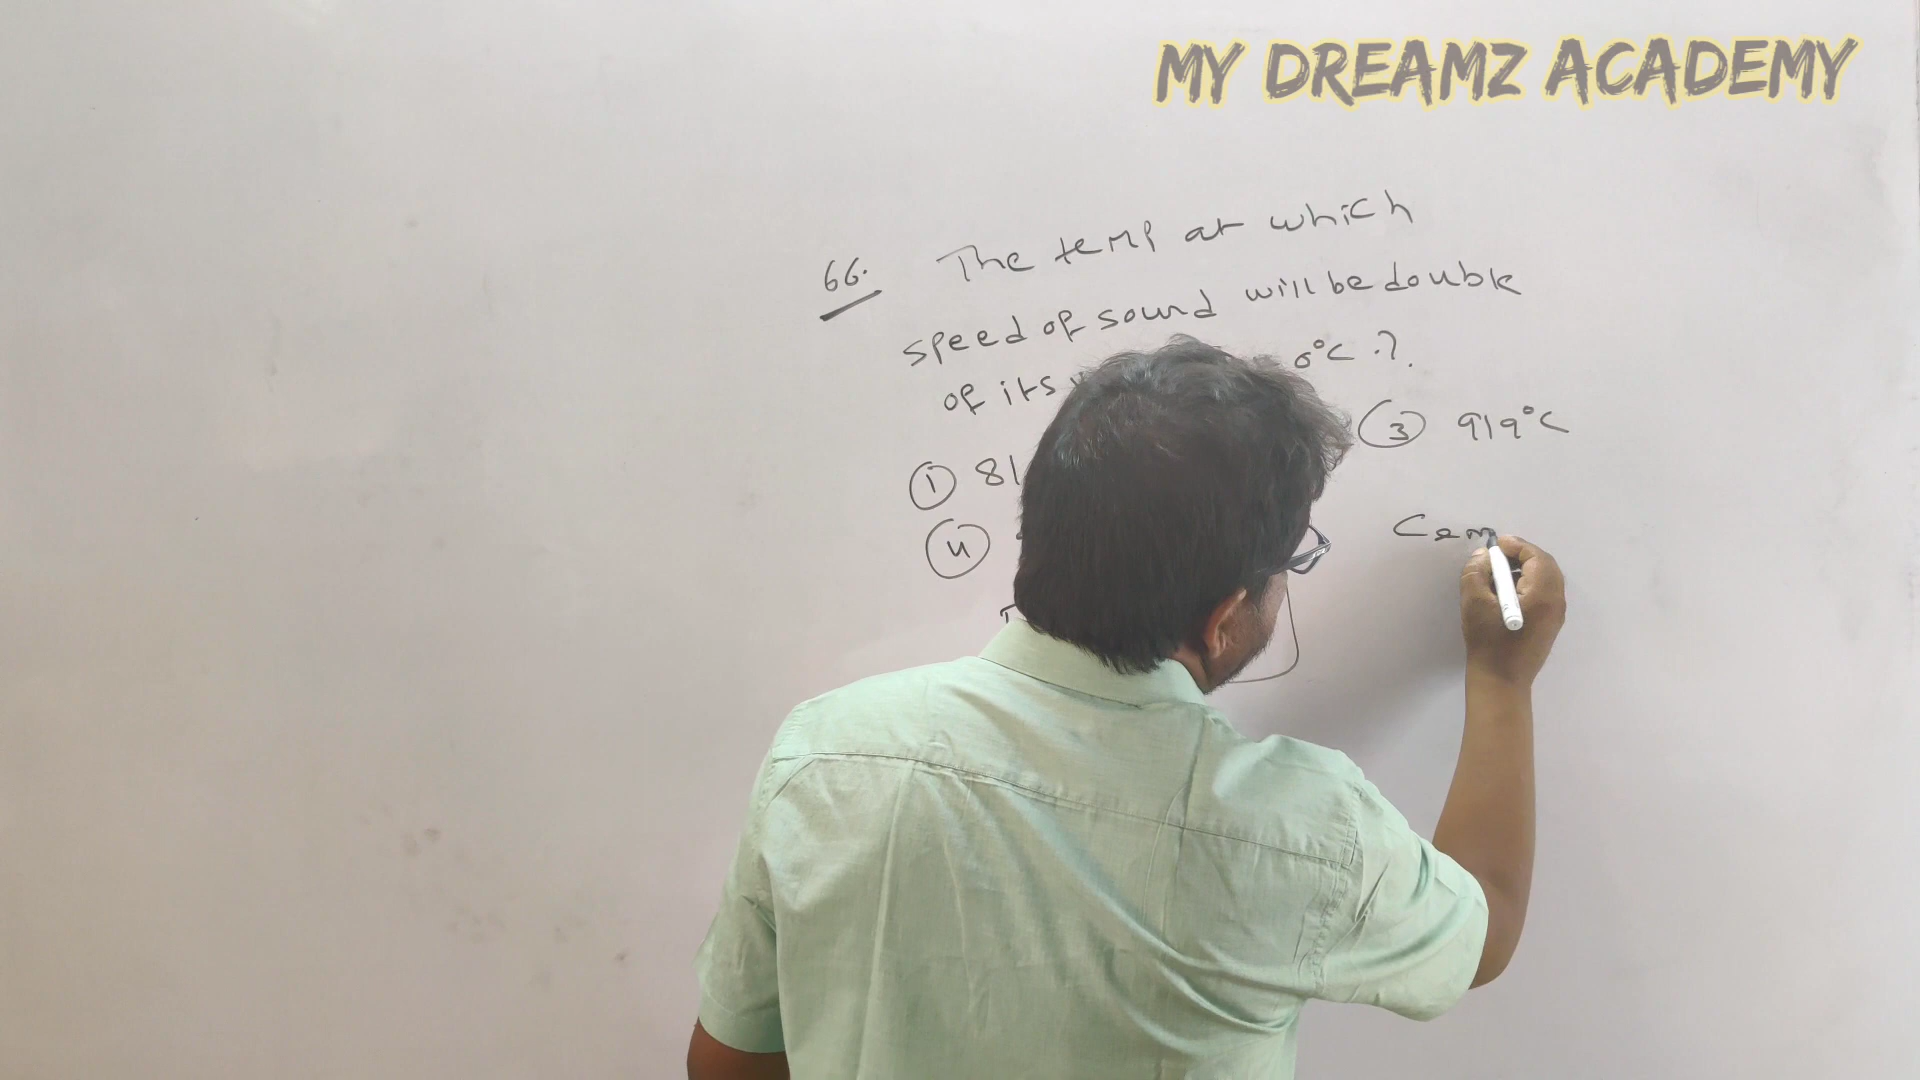 MY DREAMZ ACADEMY
66. The temp at which
speed of sound will be double
of its 0°C ?.
① 81 ③ 919°C
④ Cem